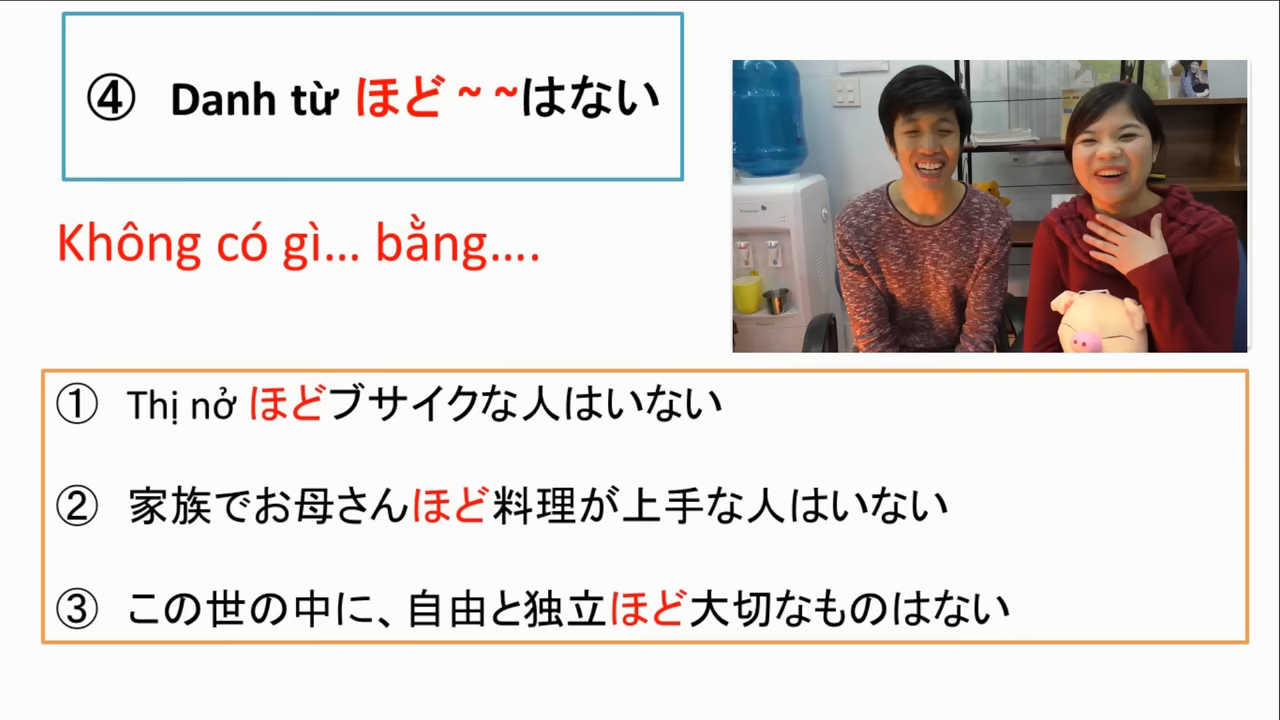 ④ Danh từ ほど ~ ~はない
Không có gì... bằng....
① Thị nở ほどブサイクな人はいない
② 家族でお母さんほど料理が上手な人はいない
③ この世の中に、自由と独立ほど大切なものはない